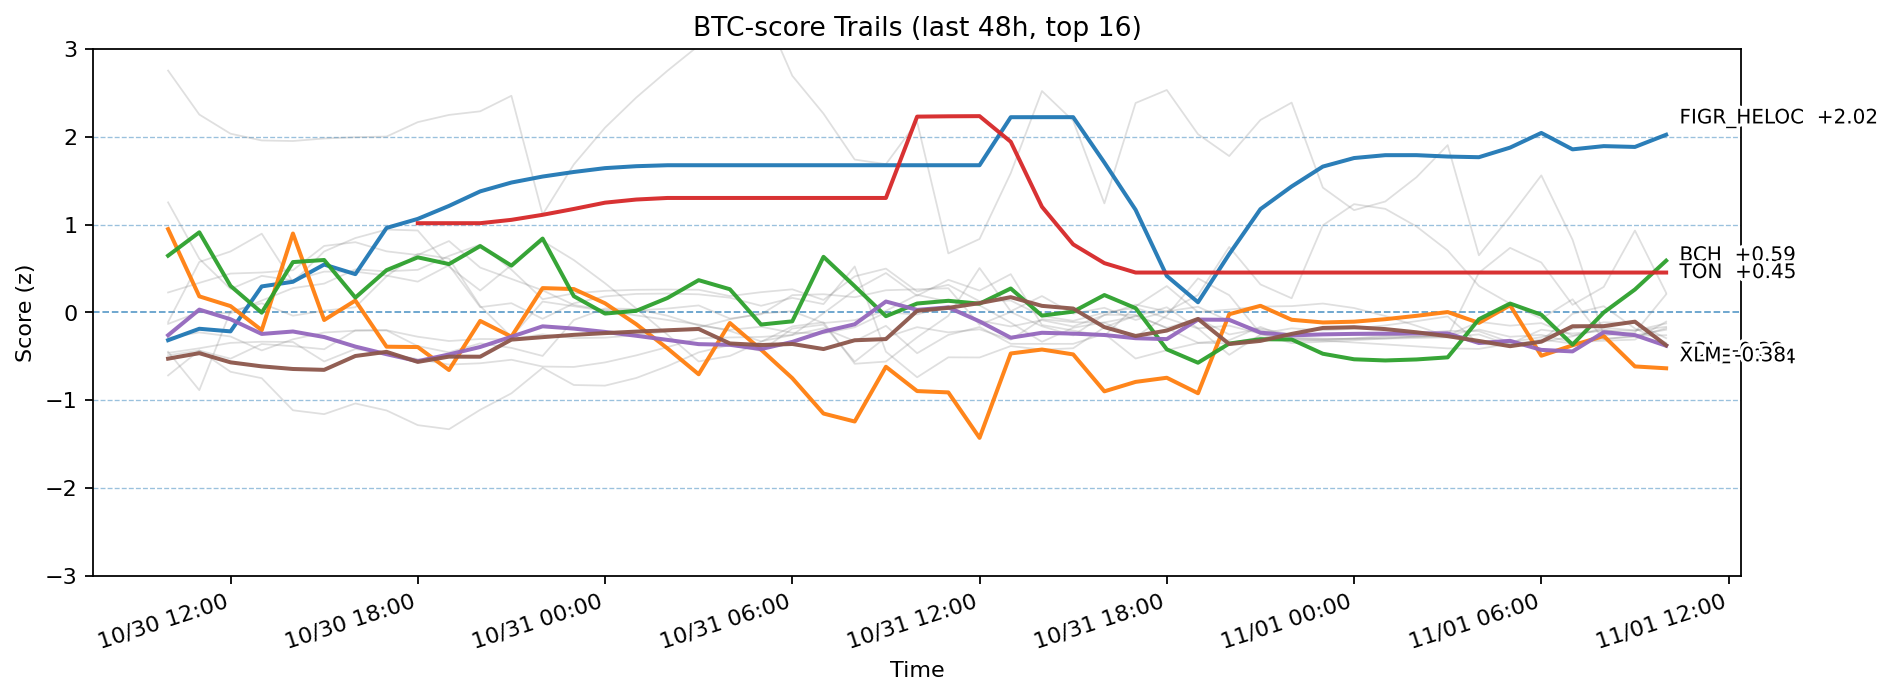 BTC-score Trails (last 48h, top 16)
Score (z)
3
2
1
0
−1
−2
−3
FIGR_HELOC +2.02
BCH +0.59
TON +0.45
XLM −0.38
10/30 12:00
10/30 18:00
10/31 00:00
10/31 06:00
10/31 12:00
10/31 18:00
11/01 00:00
11/01 06:00
11/01 12:00
Time